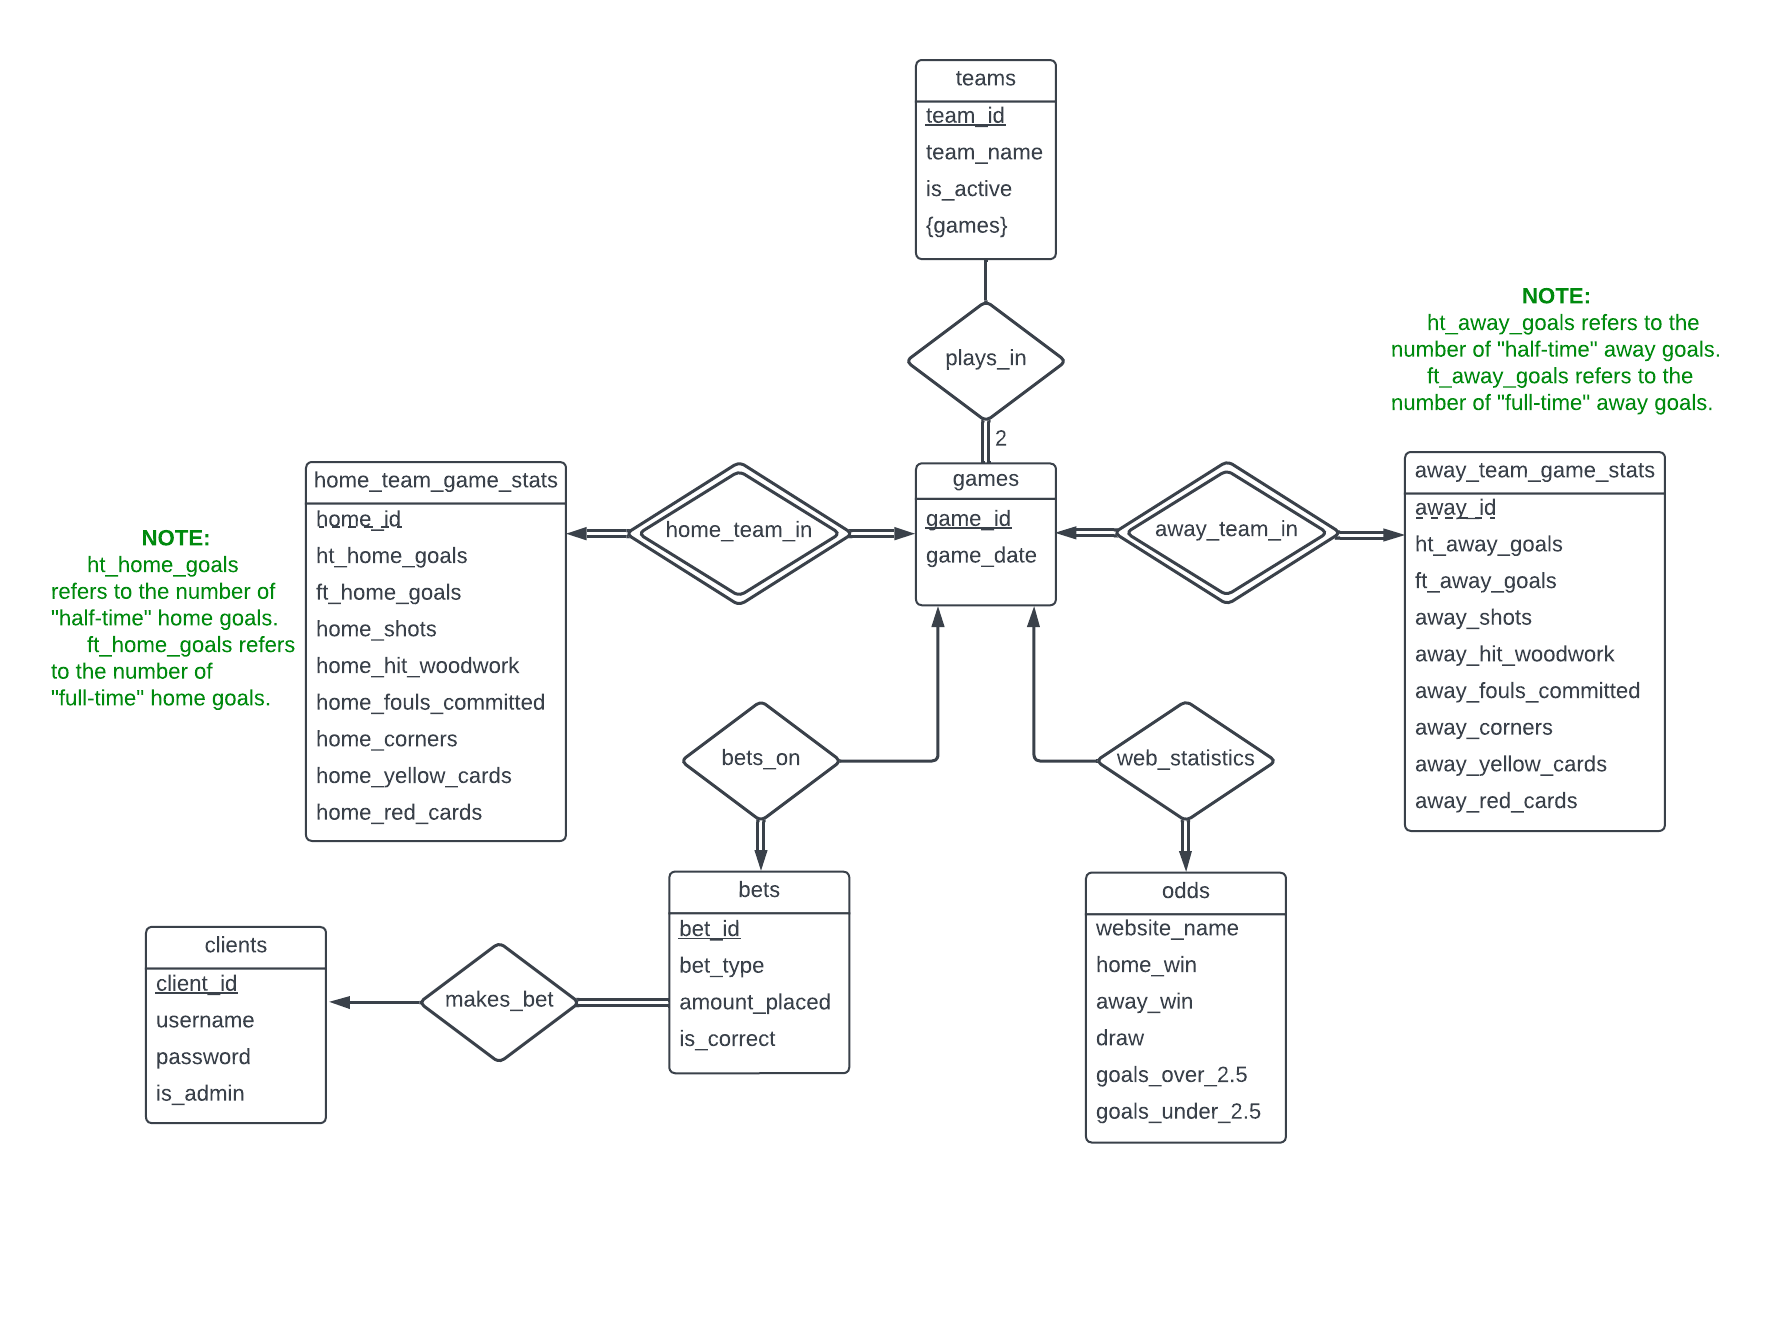 teams
team_id
team_name
is_active
{games}
plays_in
2
NOTE:
ht_away_goals refers to the
number of "half-time" away goals.
ft_away_goals refers to the
number of "full-time" away goals.
home_team_game_stats
home_id
ht_home_goals
ft_home_goals
home_shots
home_hit_woodwork
home_fouls_committed
home_corners
home_yellow_cards
home_red_cards
NOTE:
ht_home_goals
refers to the number of
"half-time" home goals.
ft_home_goals refers
to the number of
"full-time" home goals.
home_team_in
games
game_id
game_date
away_team_in
away_team_game_stats
away_id
ht_away_goals
ft_away_goals
away_shots
away_hit_woodwork
away_fouls_committed
away_corners
away_yellow_cards
away_red_cards
bets_on
web_statistics
clients
client_id
username
password
is_admin
makes_bet
bets
bet_id
bet_type
amount_placed
is_correct
odds
website_name
home_win
away_win
draw
goals_over_2.5
goals_under_2.5